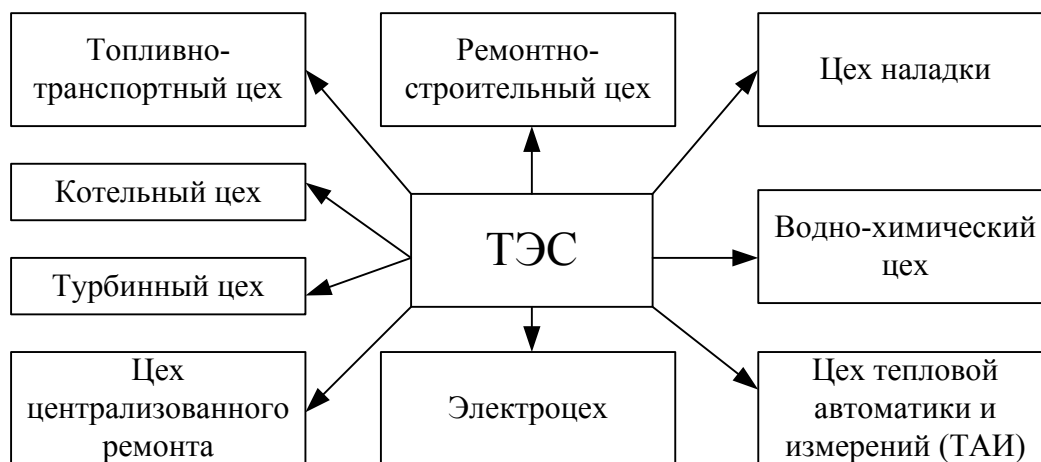 Топливно-
транспортный цех
Ремонтно-
строительный цех
Цех наладки
Котельный цех
ТЭС
Водно-химический
цех
Турбинный цех
Цех
централизованного
ремонта
Электроцех
Цех тепловой
автоматики и
измерений (ТАИ)